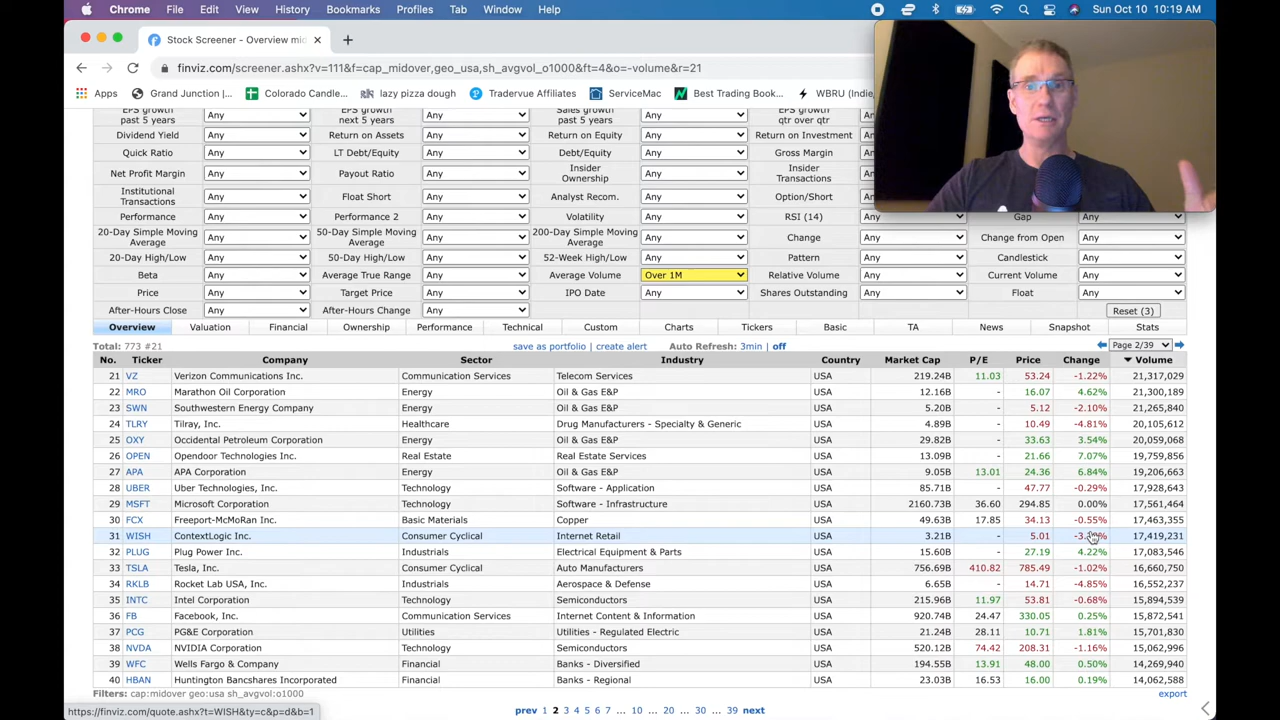 Chrome File Edit View History Bookmarks Profiles Tab Window Help Sun Oct 10 10:19 AM
Stock Screener - Overview mid
finviz.com/screener.ashx?v=111&f=cap_midover,geo_usa,sh_avgvol_o1000&ft=4&o=-volume&r=21
Apps Grand Junction |... Colorado Candle... lazy pizza dough Tradervue Affiliates ServiceMac Best Trading Book... WBRU (Indie,
EPS growth past 5 years Any EPS growth next 5 years Any Sales growth past 5 years Any EPS growth qtr over qtr Any
Dividend Yield Any Return on Assets Any Return on Equity Any Return on Investment
Quick Ratio Any LT Debt/Equity Any Debt/Equity Any Gross Margin
Net Profit Margin Any Payout Ratio Any Insider Ownership Any Insider Transactions
Institutional Transactions Any Float Short Any Analyst Recom. Any Option/Short
Performance Any Performance 2 Any Volatility Any RSI (14) Any Gap Any
20-Day Simple Moving Average Any 50-Day Simple Moving Average Any 200-Day Simple Moving Average Any Change Any Change from Open Any
20-Day High/Low Any 50-Day High/Low Any 52-Week High/Low Any Pattern Any Candlestick Any
Beta Any Average True Range Any Average Volume Over 1M Relative Volume Any Current Volume Any
Price Any Target Price Any IPO Date Any Shares Outstanding Any Float Any
After-Hours Close Any After-Hours Change Any Reset (3)
Overview Valuation Financial Ownership Performance Technical Custom Charts Tickers Basic TA News Snapshot Stats
Total: 773 #21 save as portfolio | create alert Auto Refresh: 3min | off Page 2/39
No. Ticker Company Sector Industry Country Market Cap P/E Price Change Volume
21 VZ Verizon Communications Inc. Communication Services Telecom Services USA 219.24B 11.03 53.24 -1.22% 21,317,029
22 MRO Marathon Oil Corporation Energy Oil & Gas E&P USA 12.16B - 16.07 4.62% 21,300,189
23 SWN Southwestern Energy Company Energy Oil & Gas E&P USA 5.20B - 5.12 -2.10% 21,265,840
24 TLRY Tilray, Inc. Healthcare Drug Manufacturers - Specialty & Generic USA 4.89B - 10.49 -4.81% 20,105,612
25 OXY Occidental Petroleum Corporation Energy Oil & Gas E&P USA 29.82B - 33.63 3.54% 20,059,068
26 OPEN Opendoor Technologies Inc. Real Estate Real Estate Services USA 13.09B - 21.66 7.07% 19,759,856
27 APA APA Corporation Energy Oil & Gas E&P USA 9.05B 13.01 24.36 6.84% 19,206,663
28 UBER Uber Technologies, Inc. Technology Software - Application USA 85.71B - 47.77 -0.29% 17,928,643
29 MSFT Microsoft Corporation Technology Software - Infrastructure USA 2160.73B 36.60 294.85 0.00% 17,561,464
30 FCX Freeport-McMoRan Inc. Basic Materials Copper USA 49.63B 17.85 34.13 -0.55% 17,463,355
31 WISH ContextLogic Inc. Consumer Cyclical Internet Retail USA 3.21B - 5.01 17,419,231
32 PLUG Plug Power Inc. Industrials Electrical Equipment & Parts USA 15.60B - 27.19 4.22% 17,083,546
33 TSLA Tesla, Inc. Consumer Cyclical Auto Manufacturers USA 756.69B 410.82 785.49 -1.02% 16,660,750
34 RKLB Rocket Lab USA, Inc. Industrials Aerospace & Defense USA 6.65B - 14.71 -4.85% 16,552,237
35 INTC Intel Corporation Technology Semiconductors USA 215.96B 11.97 53.81 -0.68% 15,894,539
36 FB Facebook, Inc. Communication Services Internet Content & Information USA 920.74B 24.47 330.05 0.25% 15,872,541
37 PCG PG&E Corporation Utilities Utilities - Regulated Electric USA 21.24B 28.11 10.71 1.81% 15,701,830
38 NVDA NVIDIA Corporation Technology Semiconductors USA 520.12B 74.42 208.31 -1.16% 15,062,996
39 WFC Wells Fargo & Company Financial Banks - Diversified USA 194.55B 13.91 48.00 0.50% 14,269,940
40 HBAN Huntington Bancshares Incorporated Financial Banks - Regional USA 23.03B 16.53 16.00 0.19% 14,062,588
Filters: cap:midover geo:usa sh_avgvol:o1000 export
https://finviz.com/quote.ashx?t=WISH&ty=c&p=d&b=1
prev 1 2 3 4 5 6 7 ... 10 ... 20 ... 30 ... 39 next